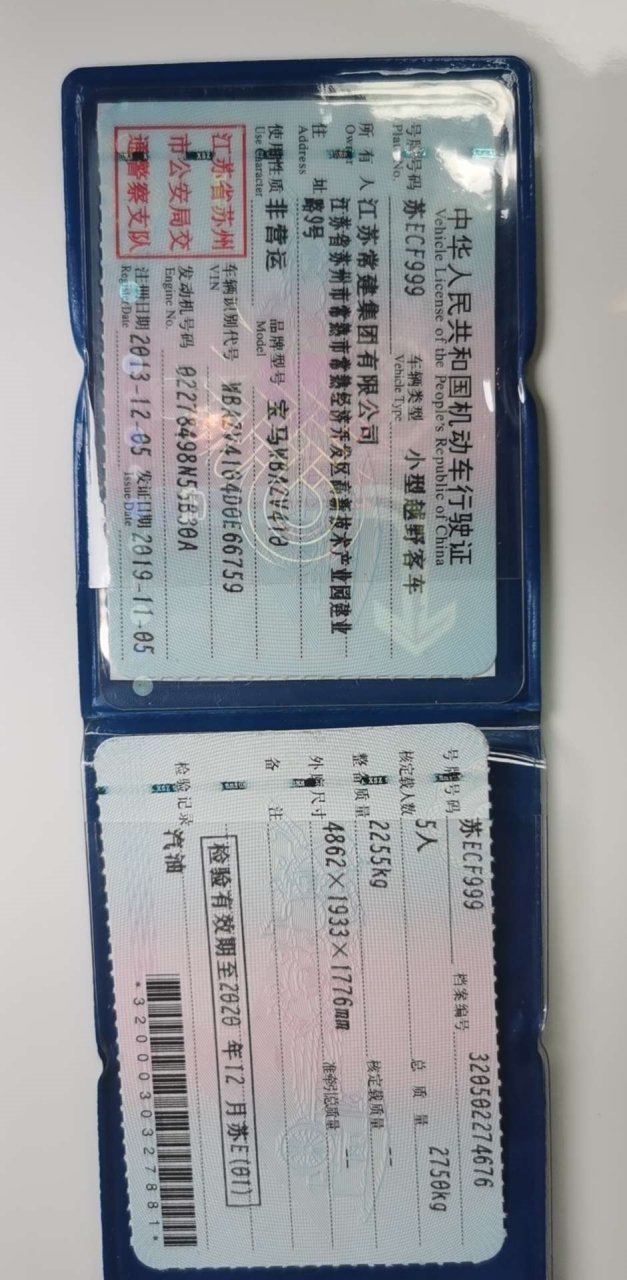 中华人民共和国机动车行驶证
Vehicle License of the People's Republic of China
号牌号码 苏ECF999 车辆类型 小型越野客车
Plate No. Vehicle Type
所有人 江苏常建集团有限公司
Owner
住址 江苏省苏州市常熟市常熟经济开发区高新技术产业园建业
Address 路9号
使用性质 非营运 品牌型号 宝马WBAZV410
Use Character Model
江苏省苏州
市公安局交
通警察支队
车辆识别代号
VIN
发动机号码 02278498N55B30A
Engine No.
注册日期 2013-12-05 发证日期 2019-11-05
Register Date Issue Date
号牌号码 苏ECF999 档案编号 320502274676
核定载人数 5人 总质量 2750kg
整备质量 2255kg 核定载质量 --
外廓尺寸 4862×1933×1776mm 准牵引总质量 --
备注
检验有效期至2020年12月苏E(01)
检验记录 汽油
*3200030327881*